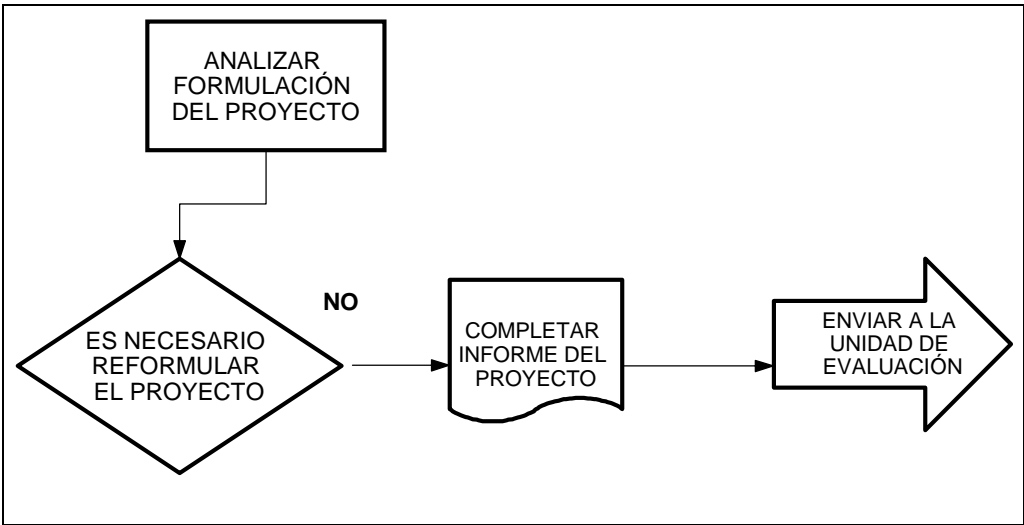 ANALIZAR
FORMULACIÓN
DEL PROYECTO
ES NECESARIO
REFORMULAR
EL PROYECTO
NO
COMPLETAR
INFORME DEL
PROYECTO
ENVIAR A LA
UNIDAD DE
EVALUACIÓN